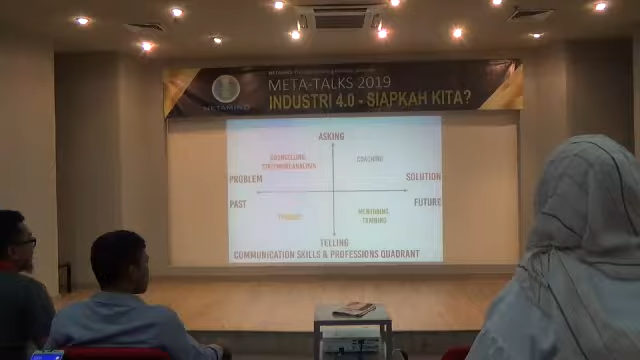 META-TALKS 2019
INDUSTRI 4.0 - SIAPKAH KITA?
METAMIND
ASKING
COUNSELLING
COACHING
PROBLEM
SOLUTION
PAST
FUTURE
MENTORING
TRAINING
TELLING
COMMUNICATION SKILLS & PROFESSIONS QUADRANT